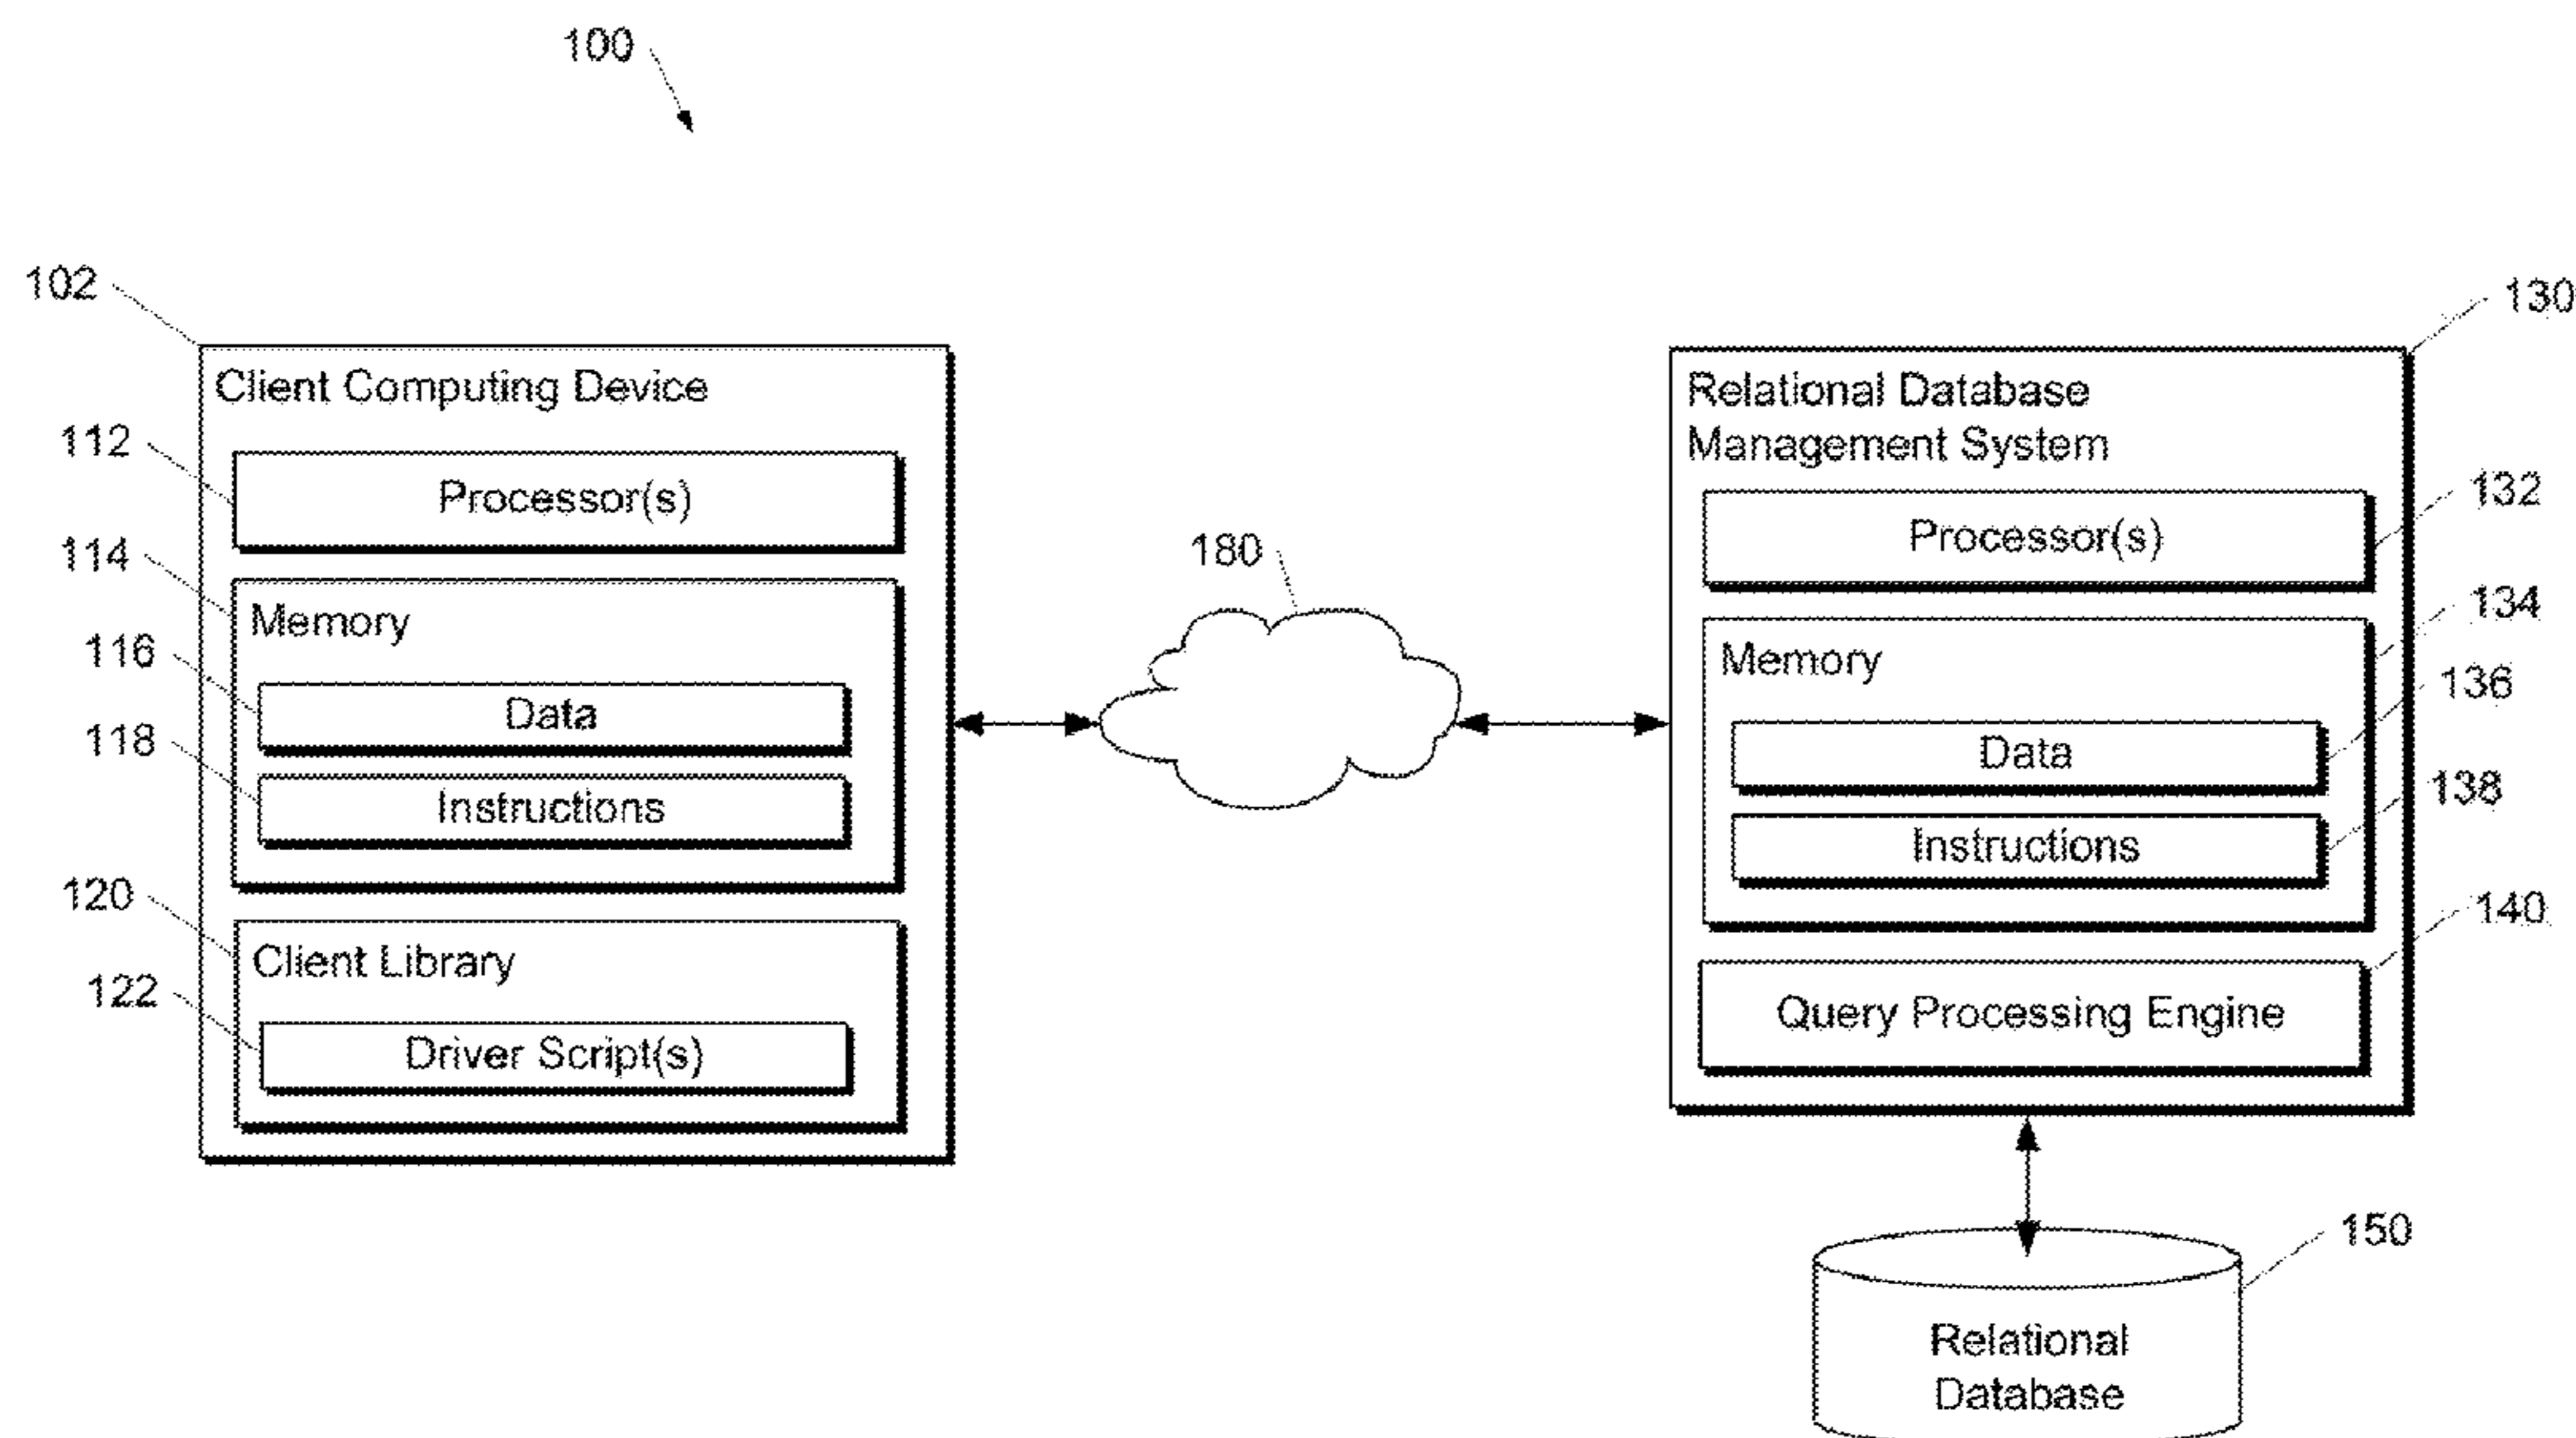 100
102
Client Computing Device
112
Processor(s)
114
Memory
116
Data
118
Instructions
120
Client Library
122
Driver Script(s)
180
130
Relational Database
Management System
132
Processor(s)
134
Memory
136
Data
138
Instructions
140
Query Processing Engine
150
Relational
Database